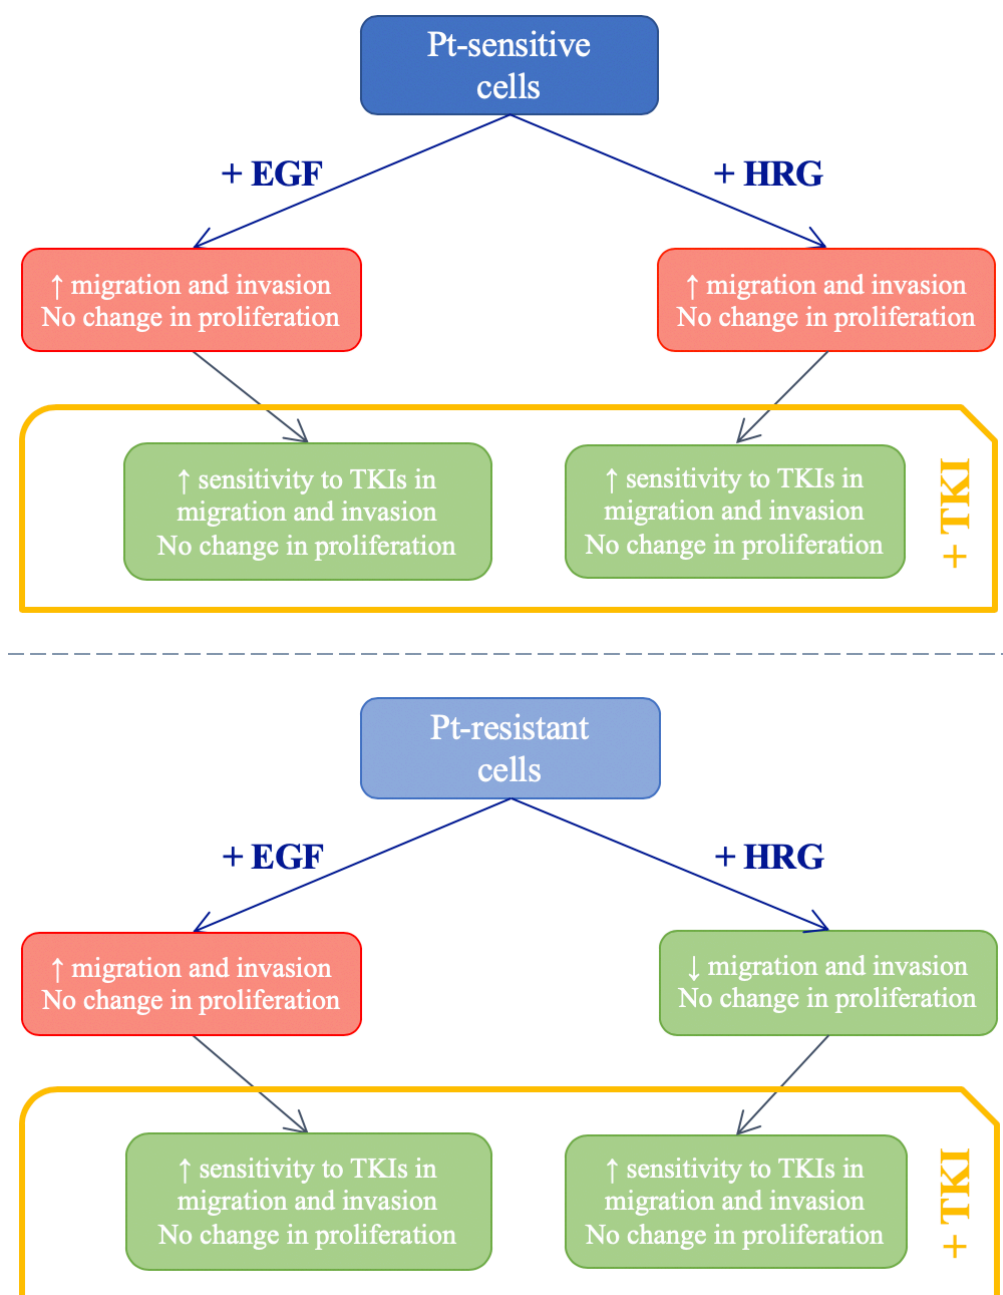 Pt-sensitive
cells
+ EGF
+ HRG
↑ migration and invasion
No change in proliferation
↑ migration and invasion
No change in proliferation
↑ sensitivity to TKIs in
migration and invasion
No change in proliferation
↑ sensitivity to TKIs in
migration and invasion
No change in proliferation
+ TKI
Pt-resistant
cells
+ EGF
+ HRG
↑ migration and invasion
No change in proliferation
↓ migration and invasion
No change in proliferation
↑ sensitivity to TKIs in
migration and invasion
No change in proliferation
↑ sensitivity to TKIs in
migration and invasion
No change in proliferation
+ TKI